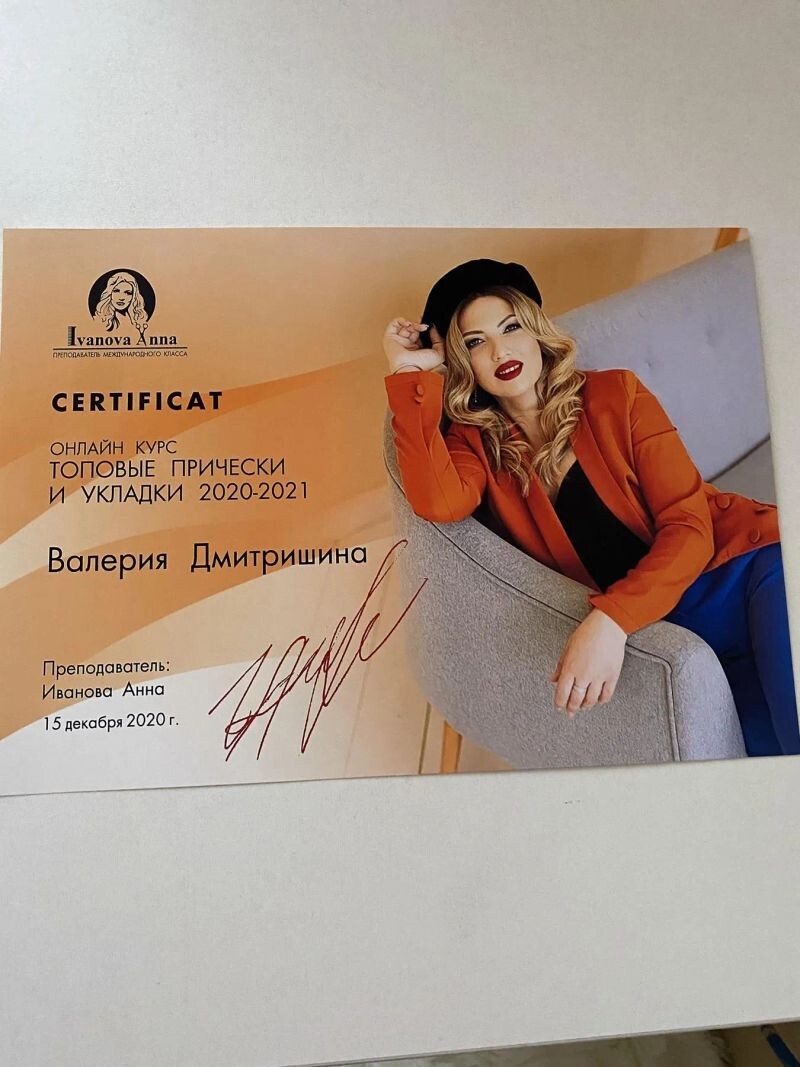 Ivanova Anna
ПРЕПОДАВАТЕЛЬ МЕЖДУНАРОДНОГО КЛАССА
CERTIFICAT
ОНЛАЙН КУРС
ТОПОВЫЕ ПРИЧЕСКИ
И УКЛАДКИ 2020-2021
Валерия Дмитришина
Преподаватель:
Иванова Анна
15 декабря 2020 г.